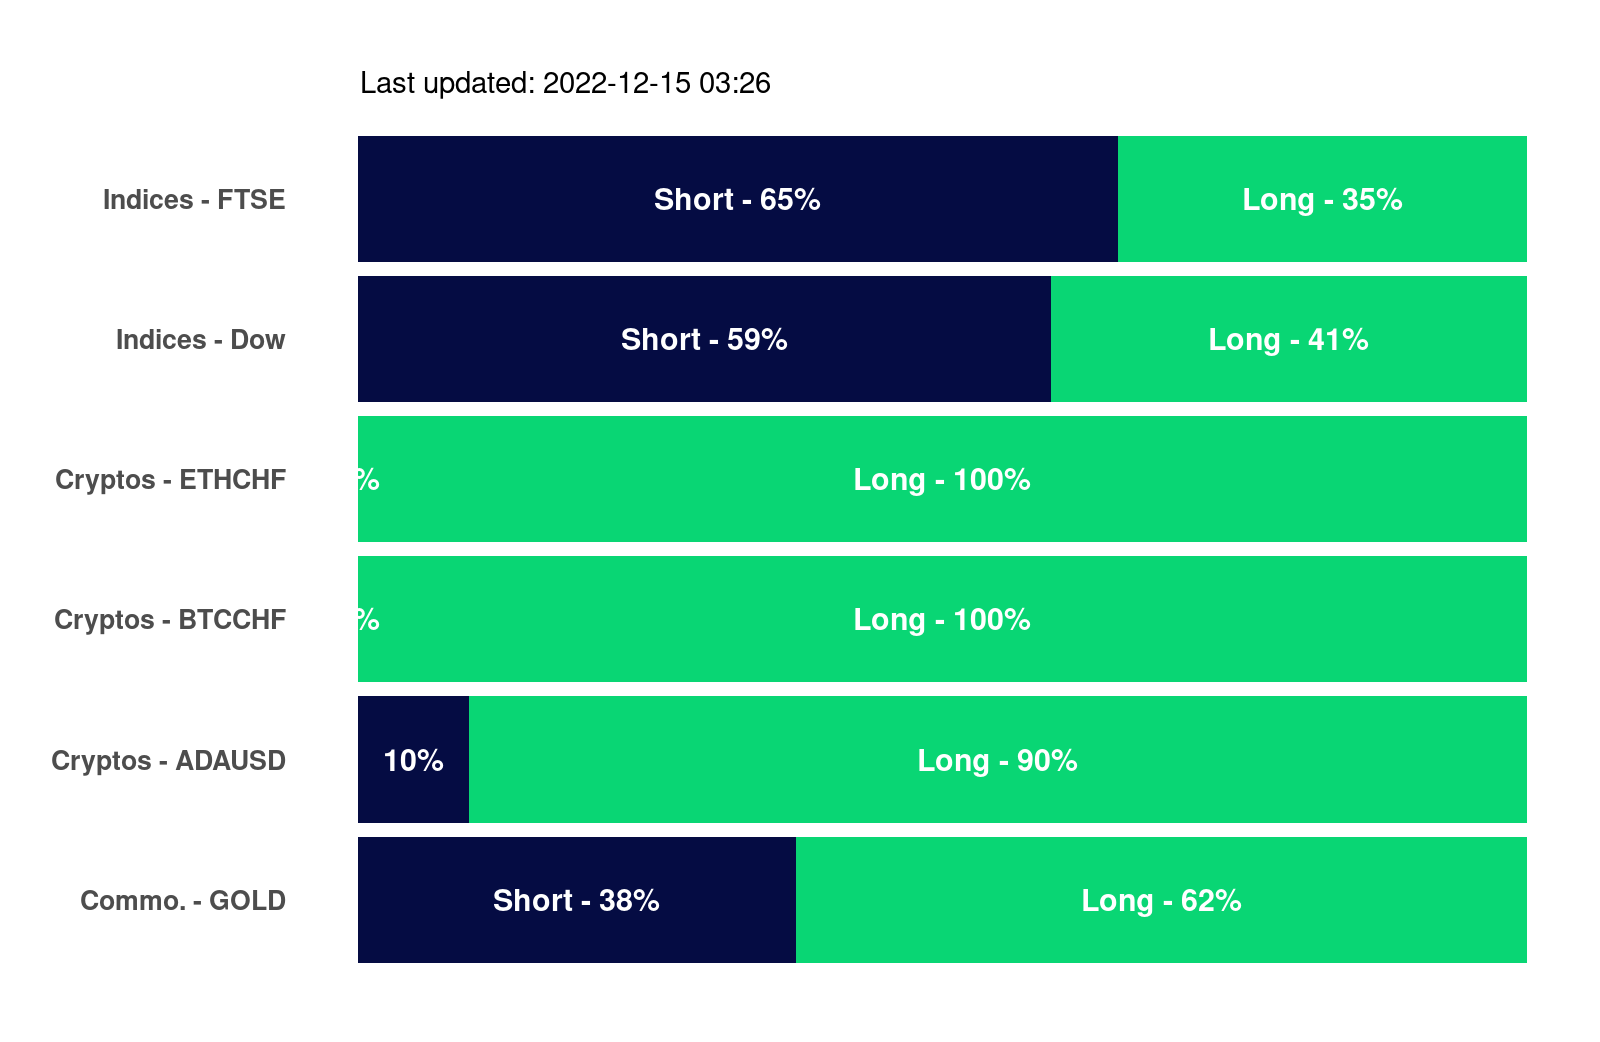 Last updated: 2022-12-15 03:26
Indices - FTSE Short - 65% Long - 35%
Indices - Dow Short - 59% Long - 41%
Cryptos - ETHCHF % Long - 100%
Cryptos - BTCCHF % Long - 100%
Cryptos - ADAUSD 10% Long - 90%
Commo. - GOLD Short - 38% Long - 62%